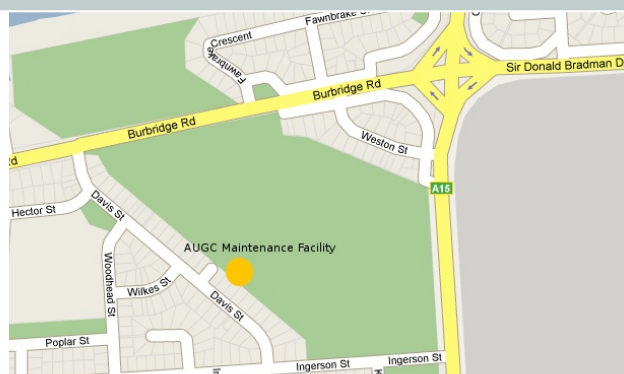 Fawnbrake
Crescent
Fawnbrake
Sir Donald Bradman D
Burbridge Rd
Burbridge Rd
Weston St
Rd
A15
Davis St
Hector St
AUGC Maintenance Facility
Woodhead St
Wilkes St
Davis St
Poplar St
Ingerson St
Ingerson St